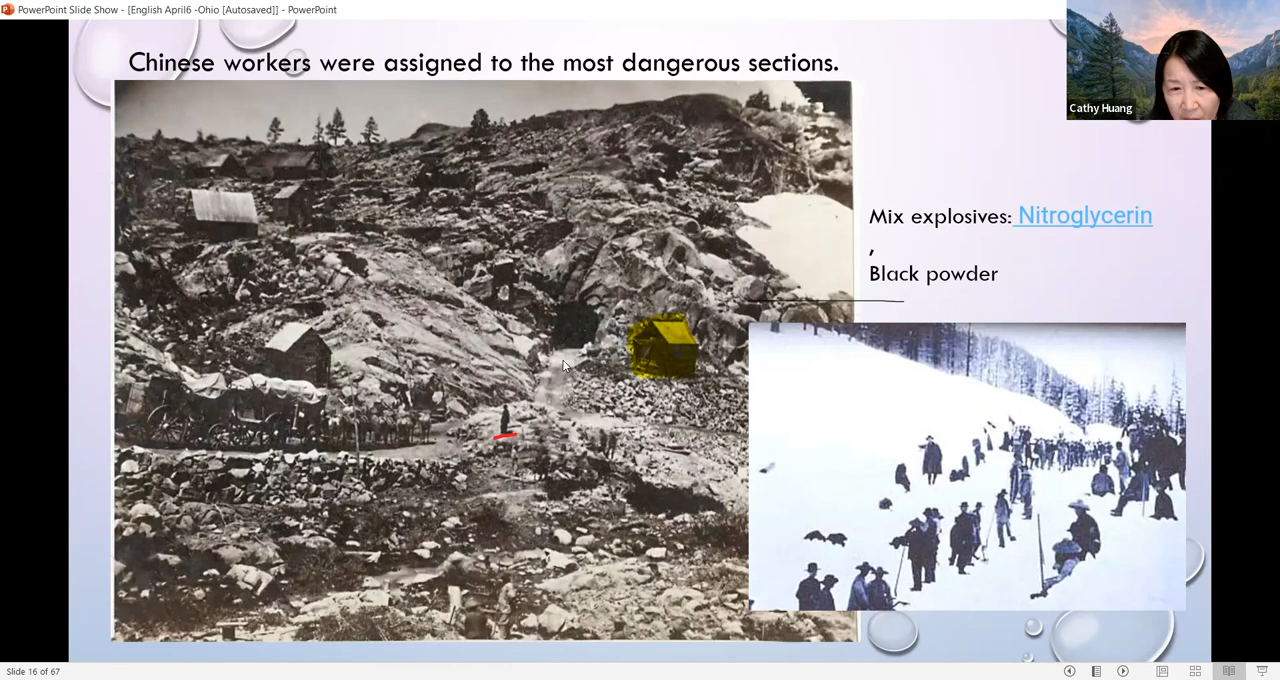 PowerPoint Slide Show - [English April6 -Ohio [Autosaved]] - PowerPoint
Chinese workers were assigned to the most dangerous sections.
Cathy Huang
Mix explosives: Nitroglycerin
,
Black powder
Slide 16 of 67